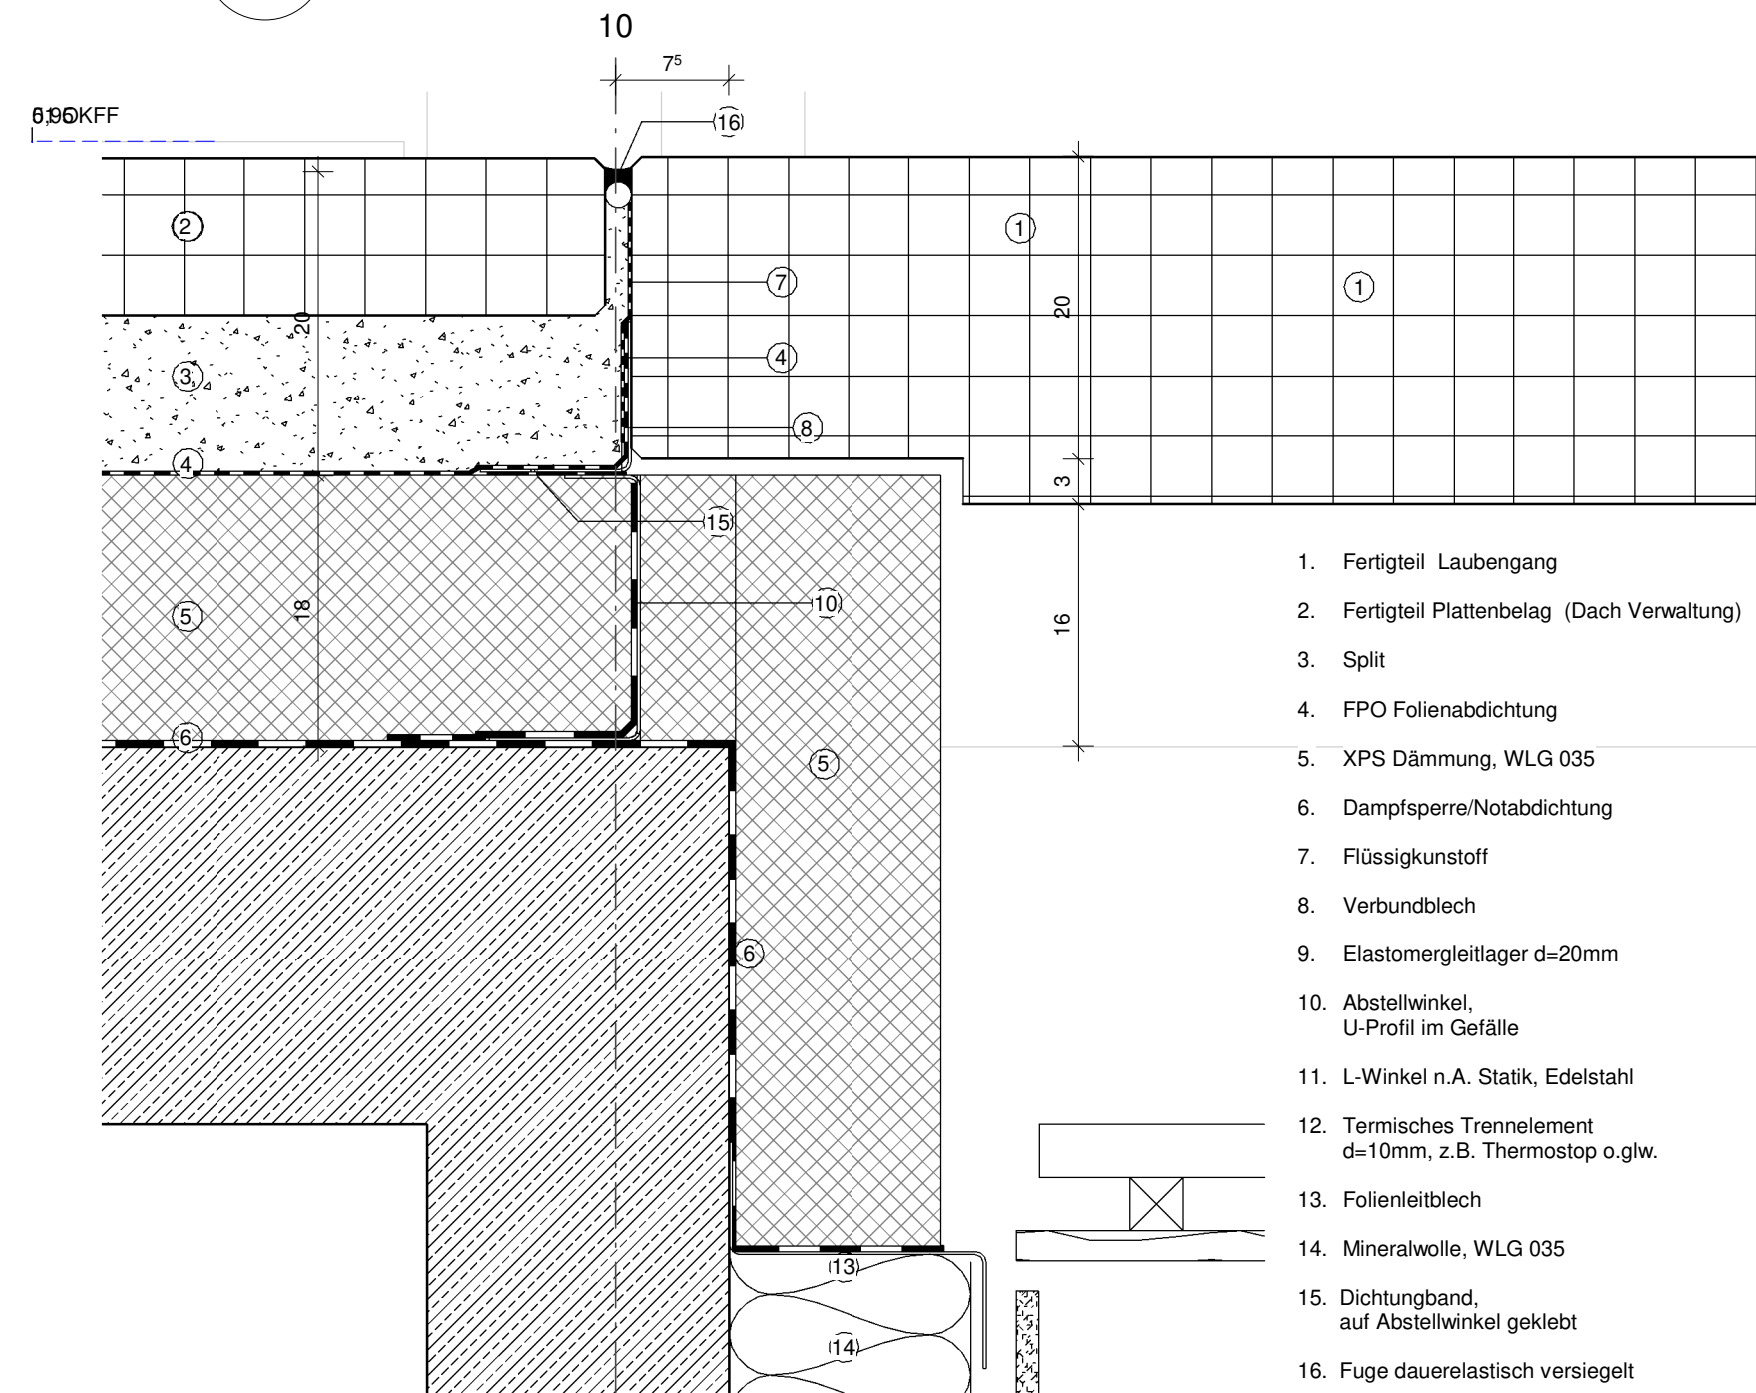 10
7⁵
OKFF
16
2
1
1
7
20
20
4
3
8
4
3
15
10
5
18
16
6
5
6
13
14
1. Fertigteil Laubengang
2. Fertigteil Plattenbelag (Dach Verwaltung)
3. Split
4. FPO Folienabdichtung
5. XPS Dämmung, WLG 035
6. Dampfsperre/Notabdichtung
7. Flüssigkunstoff
8. Verbundblech
9. Elastomergleitlager d=20mm
10. Abstellwinkel,
U-Profil im Gefälle
11. L-Winkel n.A. Statik, Edelstahl
12. Termisches Trennelement
d=10mm, z.B. Thermostop o.glw.
13. Folienleitblech
14. Mineralwolle, WLG 035
15. Dichtungband,
auf Abstellwinkel geklebt
16. Fuge dauerelastisch versiegelt